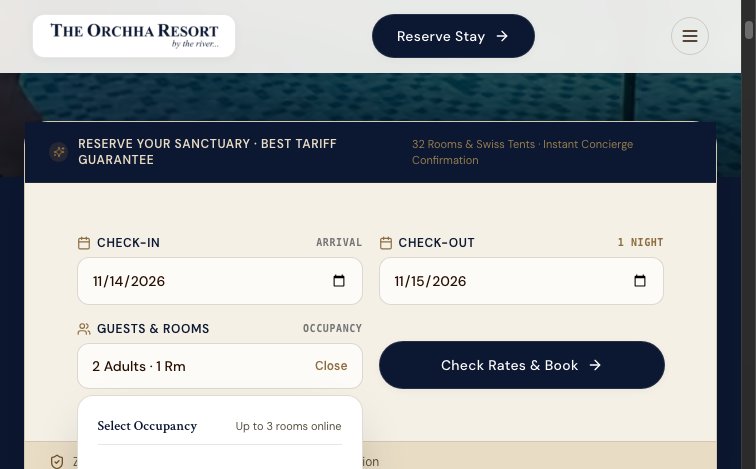 THE ORCHHA RESORT
by the river...
Reserve Stay
RESERVE YOUR SANCTUARY · BEST TARIFF
GUARANTEE
32 Rooms & Swiss Tents · Instant Concierge
Confirmation
CHECK-IN
ARRIVAL
CHECK-OUT
1 NIGHT
11/14/2026
11/15/2026
GUESTS & ROOMS
OCCUPANCY
2 Adults · 1 Rm
Close
Check Rates & Book
Select Occupancy
Up to 3 rooms online